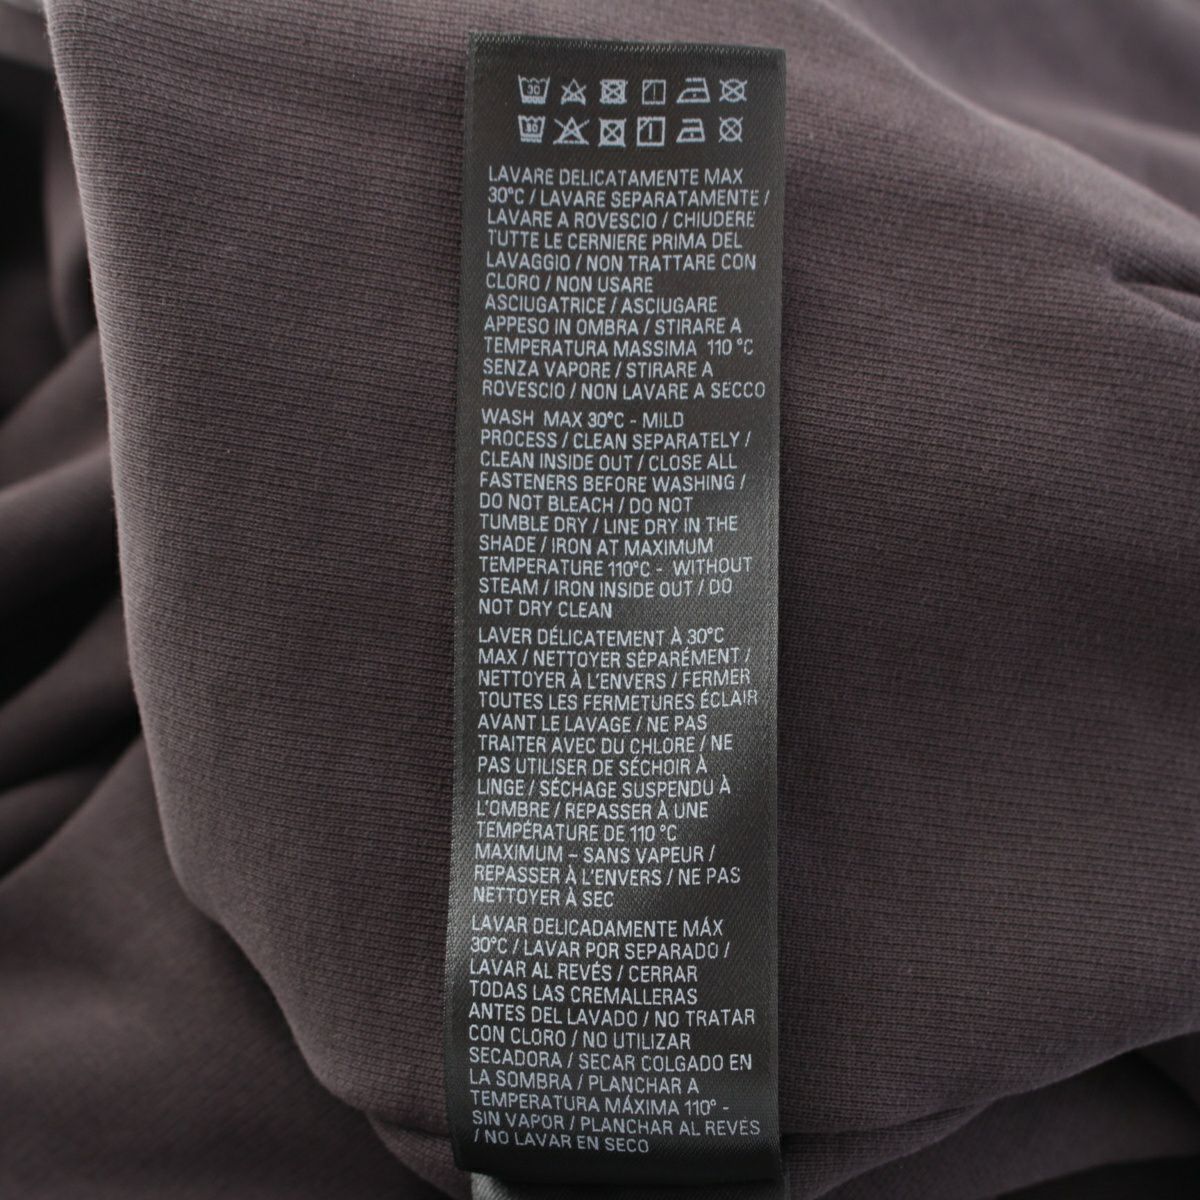 30
30
LAVARE DELICATAMENTE MAX
30°C / LAVARE SEPARATAMENTE /
LAVARE A ROVESCIO / CHIUDERE
TUTTE LE CERNIERE PRIMA DEL
LAVAGGIO / NON TRATTARE CON
CLORO / NON USARE
ASCIUGATRICE / ASCIUGARE
APPESO IN OMBRA / STIRARE A
TEMPERATURA MASSIMA 110 °C
SENZA VAPORE / STIRARE A
ROVESCIO / NON LAVARE A SECCO
WASH MAX 30°C - MILD
PROCESS / CLEAN SEPARATELY /
CLEAN INSIDE OUT / CLOSE ALL
FASTENERS BEFORE WASHING /
DO NOT BLEACH / DO NOT
TUMBLE DRY / LINE DRY IN THE
SHADE / IRON AT MAXIMUM
TEMPERATURE 110°C - WITHOUT
STEAM / IRON INSIDE OUT / DO
NOT DRY CLEAN
LAVER DÉLICATEMENT À 30°C
MAX / NETTOYER SÉPARÉMENT /
NETTOYER À L'ENVERS / FERMER
TOUTES LES FERMETURES ÉCLAIR
AVANT LE LAVAGE / NE PAS
TRAITER AVEC DU CHLORE / NE
PAS UTILISER DE SÉCHOIR À
LINGE / SÉCHAGE SUSPENDU À
L'OMBRE / REPASSER À UNE
TEMPÉRATURE DE 110 °C
MAXIMUM – SANS VAPEUR /
REPASSER À L'ENVERS / NE PAS
NETTOYER À SEC
LAVAR DELICADAMENTE MÁX
30°C / LAVAR POR SEPARADO /
LAVAR AL REVÉS / CERRAR
TODAS LAS CREMALLERAS
ANTES DEL LAVADO / NO TRATAR
CON CLORO / NO UTILIZAR
SECADORA / SECAR COLGADO EN
LA SOMBRA / PLANCHAR A
TEMPERATURA MÁXIMA 110° -
SIN VAPOR / PLANCHAR AL REVÉS
/ NO LAVAR EN SECO